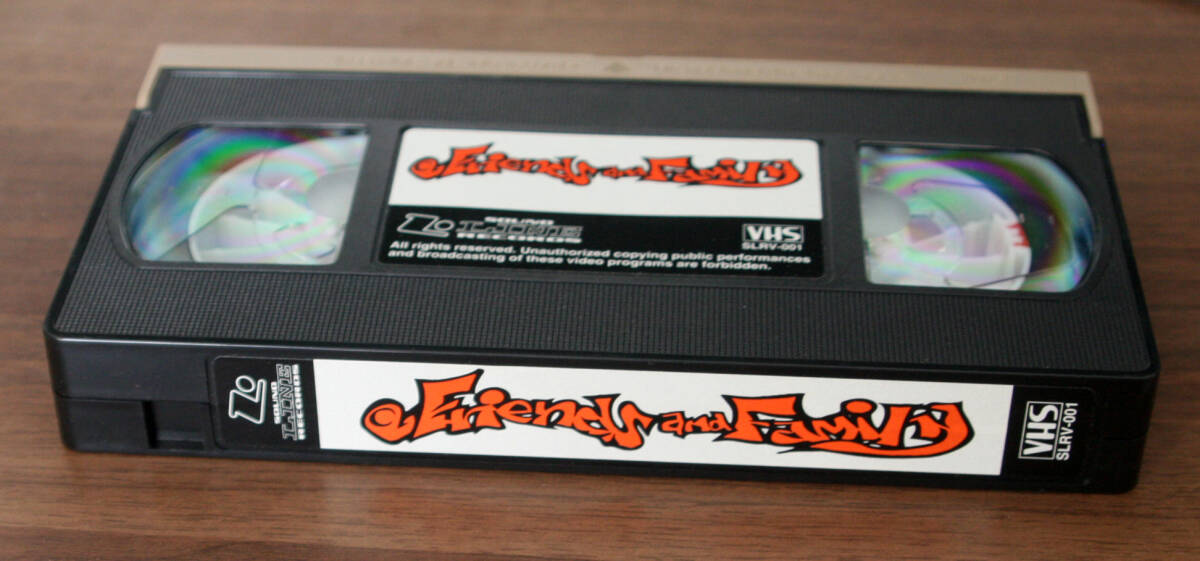 Friends and Family
SOUND
LINE
RECORDS
VHS
SLRV-001
All rights reserved. Unauthorized copying public performances
and broadcasting of these video programs are forbidden.
SOUND
LINE
RECORDS
Friends and Family
VHS
SLRV-001